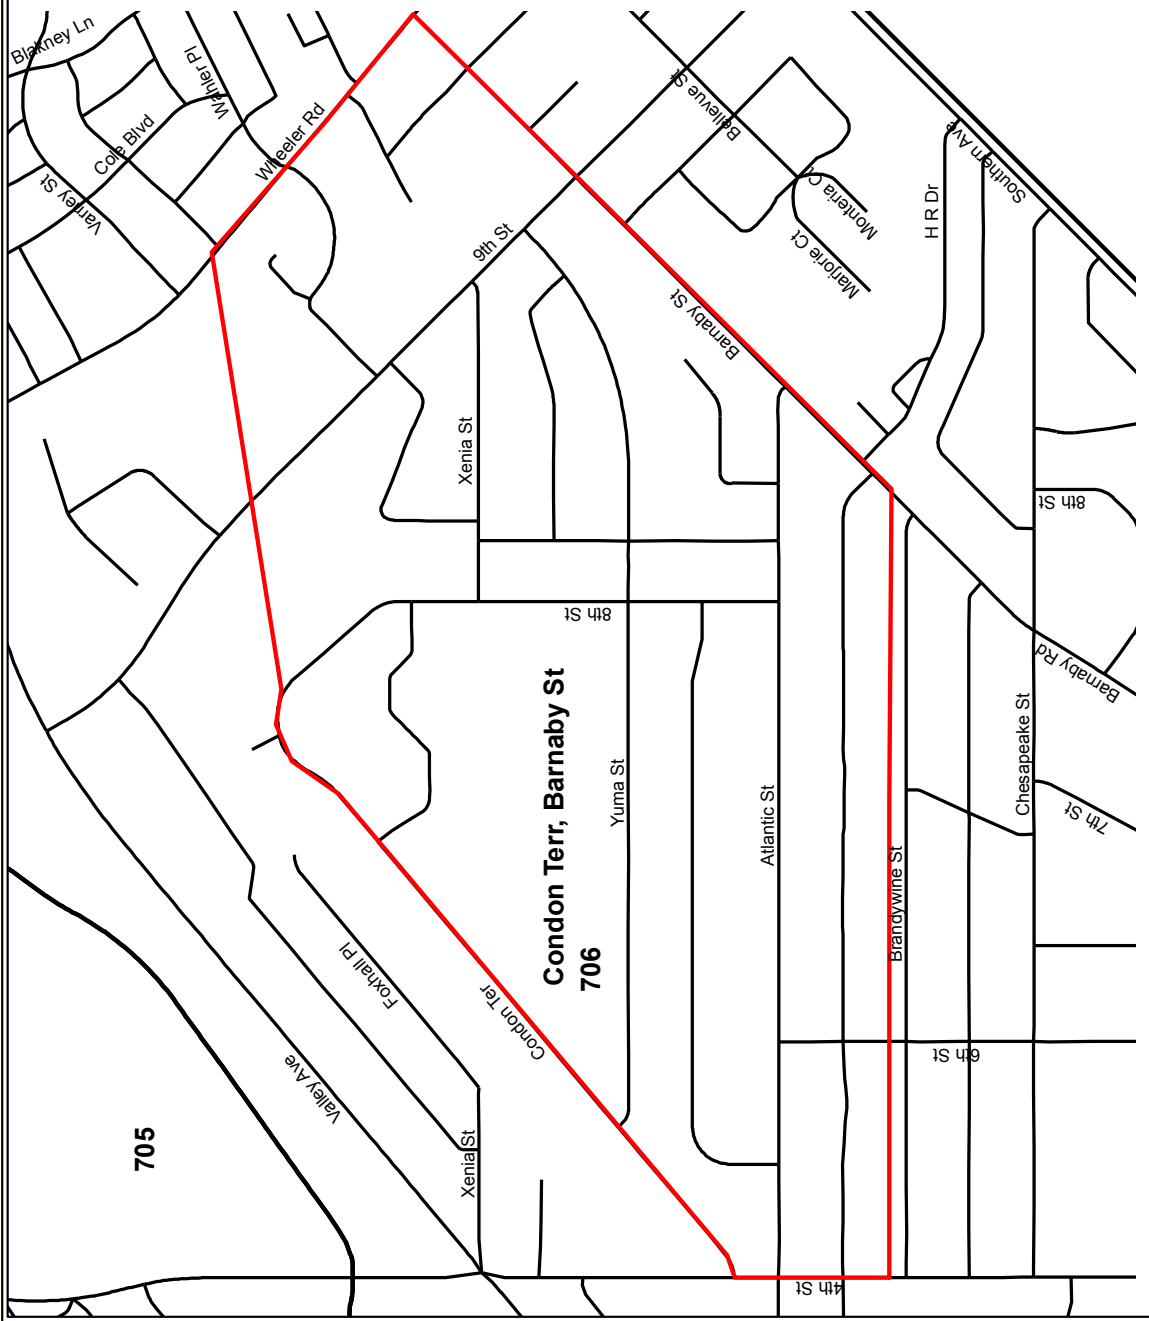 Blakney Ln
Wahler Pl
Cole Blvd
Varney St
Wheeler Rd
9th St
Bellevue St
Monteria C
Marjorie Ct
H R Dr
Southern Ave
Barnaby St
Xenia St
8th St
8th St
Condon Terr, Barnaby St
706
Yuma St
Atlantic St
Brandywine St
Chesapeake St
Barnaby Rd
7th St
Foxhall Pl
Condon Ter
Valley Ave
6th St
705
Xenia St
4th St